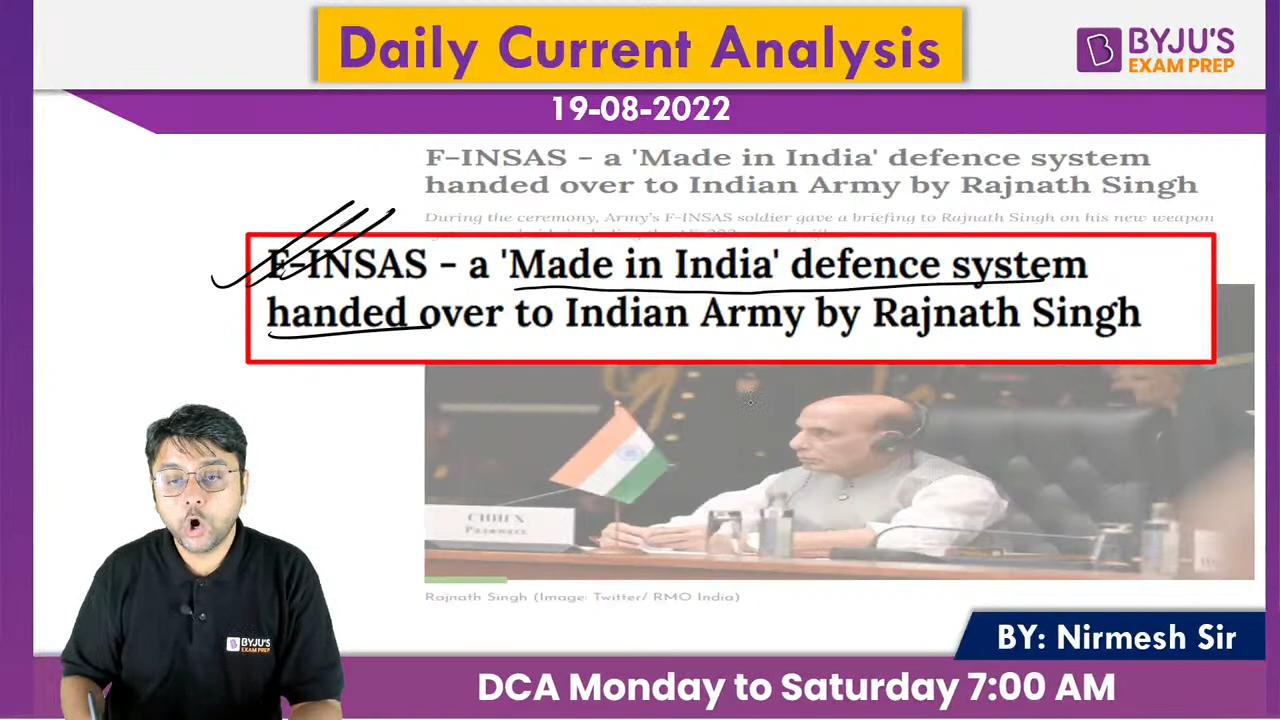 Daily Current Analysis
BYJU'S
EXAM PREP
19-08-2022
F-INSAS – a 'Made in India' defence system
handed over to Indian Army by Rajnath Singh
During the ceremony, Army's F-INSAS soldier gave a briefing to Rajnath Singh on his new weapon
F-INSAS - a 'Made in India' defence system
handed over to Indian Army by Rajnath Singh
Rajnath Singh (Image: Twitter/ RMO India)
BYJU'S
EXAM PREP
BY: Nirmesh Sir
DCA Monday to Saturday 7:00 AM